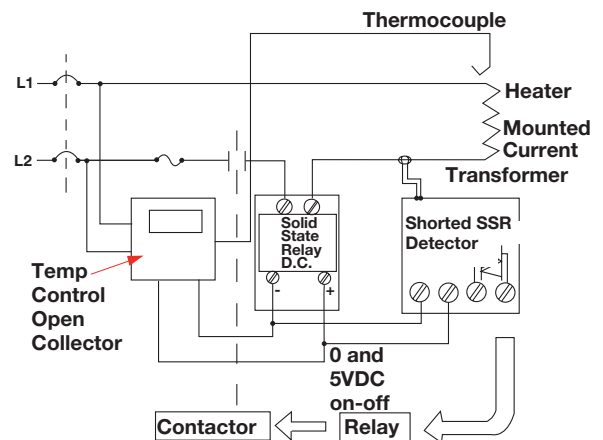 Thermocouple
L1
Heater
Mounted
Current
Transformer
L2
Solid
State
Relay
D.C.
- +
Shorted SSR
Detector
Temp
Control
Open
Collector
0 and
5VDC
on-off
Contactor
Relay